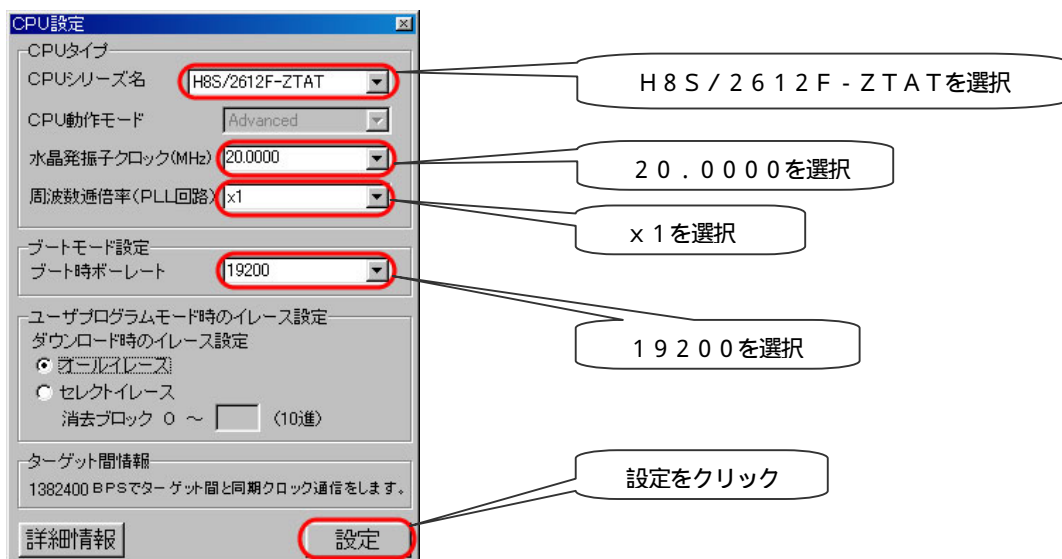 CPU設定
CPUタイプ
CPUシリーズ名 H8S/2612F-ZTAT
H8S/2612F-ZTATを選択
CPU動作モード Advanced
水晶発振子クロック(MHz) 20.0000
20.0000を選択
周波数逓倍率(PLL回路) x1
x1を選択
ブートモード設定
ブート時ボーレート 19200
19200を選択
ユーザプログラムモード時のイレース設定
ダウンロード時のイレース設定
オールイレース
セレクトイレース
消去ブロック 0 ～ (10進)
ターゲット間情報
1382400BPSでターゲット間と同期クロック通信をします。
設定をクリック
詳細情報 設定